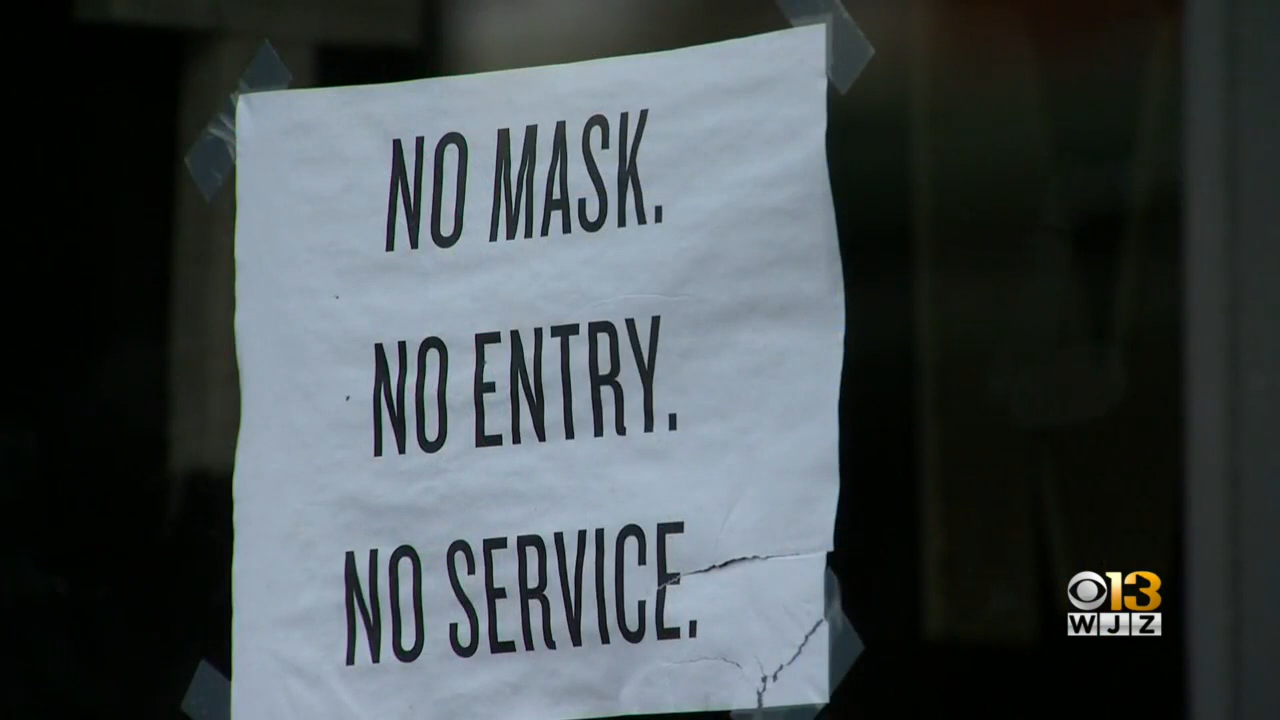 NO MASK.
NO ENTRY.
NO SERVICE.
13
WJZ